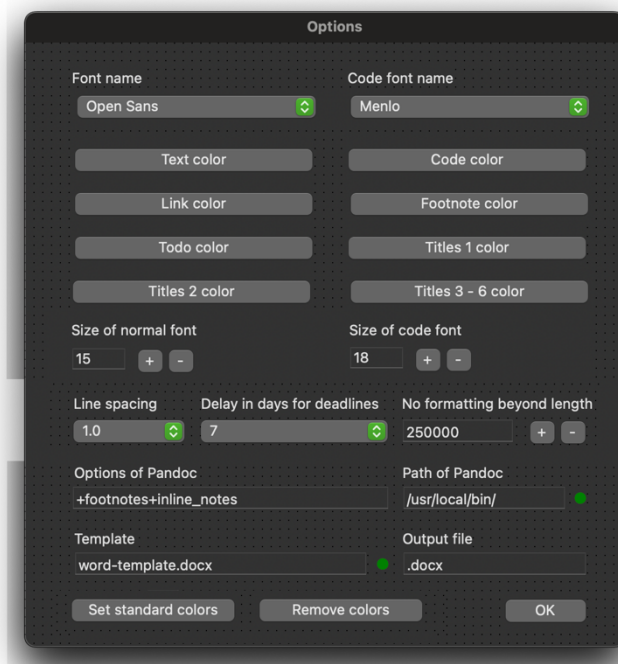 Options
Font name Code font name
Open Sans Menlo
Text color Code color
Link color Footnote color
Todo color Titles 1 color
Titles 2 color Titles 3 - 6 color
Size of normal font Size of code font
15 + - 18 + -
Line spacing Delay in days for deadlines No formatting beyond length
1.0 7 250000 + -
Options of Pandoc Path of Pandoc
+footnotes+inline_notes /usr/local/bin/
Template Output file
word-template.docx .docx
Set standard colors Remove colors OK